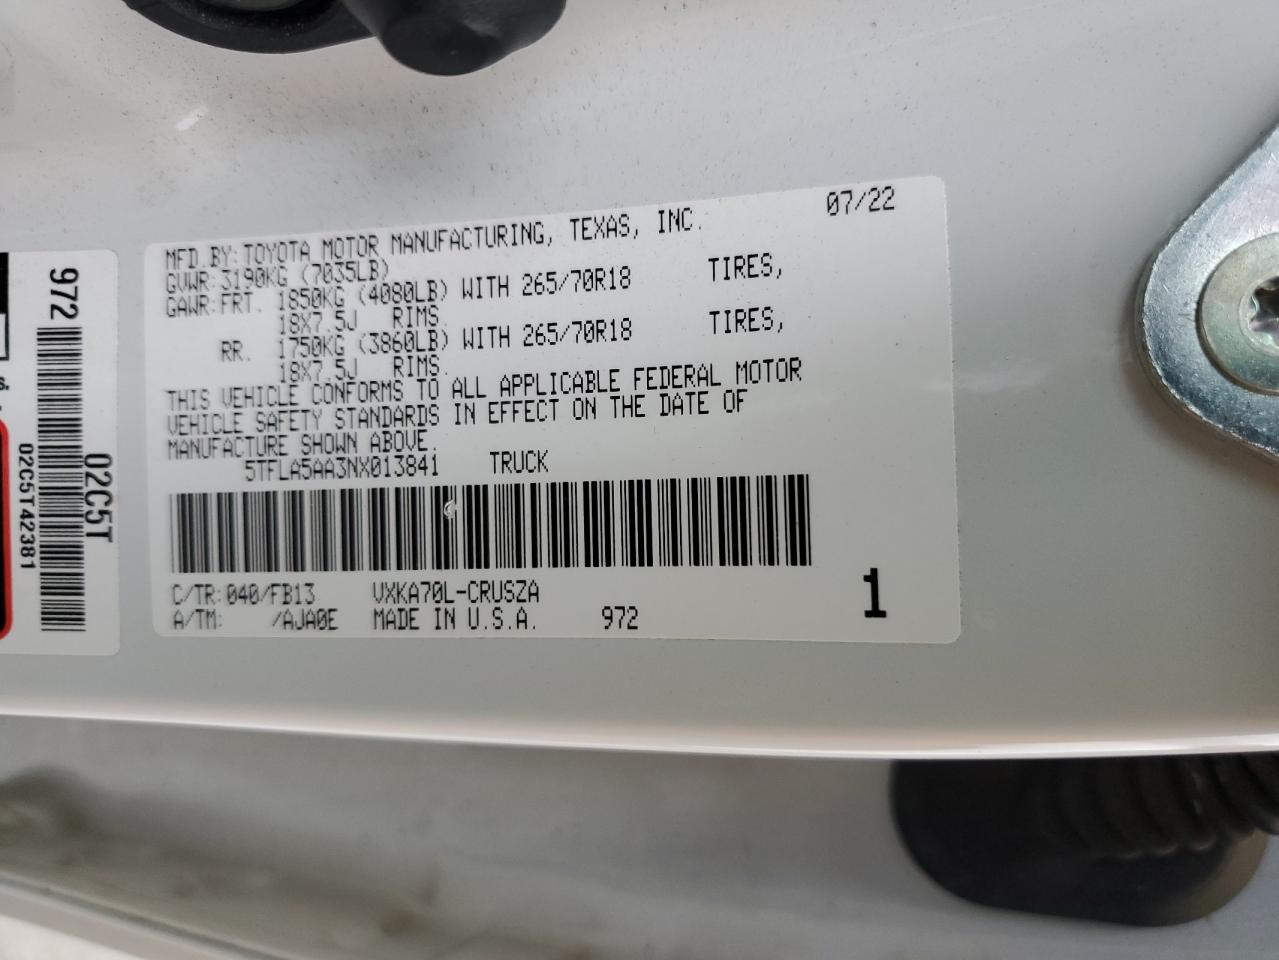 MFD.BY:TOYOTA MOTOR MANUFACTURING, TEXAS, INC. 07/22
GVWR:3190KG (7035LB)
GAWR:FRT. 1850KG (4080LB) WITH 265/70R18 TIRES,
18X7.5J RIMS.
RR. 1750KG (3860LB) WITH 265/70R18 TIRES,
18X7.5J RIMS.
THIS VEHICLE CONFORMS TO ALL APPLICABLE FEDERAL MOTOR
VEHICLE SAFETY STANDARDS IN EFFECT ON THE DATE OF
MANUFACTURE SHOWN ABOVE.
5TFLA5AA3NX013841 TRUCK
C/TR:040/FB13 VXKA70L-CRUSZA
A/TM: /AJA0E MADE IN U.S.A. 972 1
972
02C5T
02C5T42381